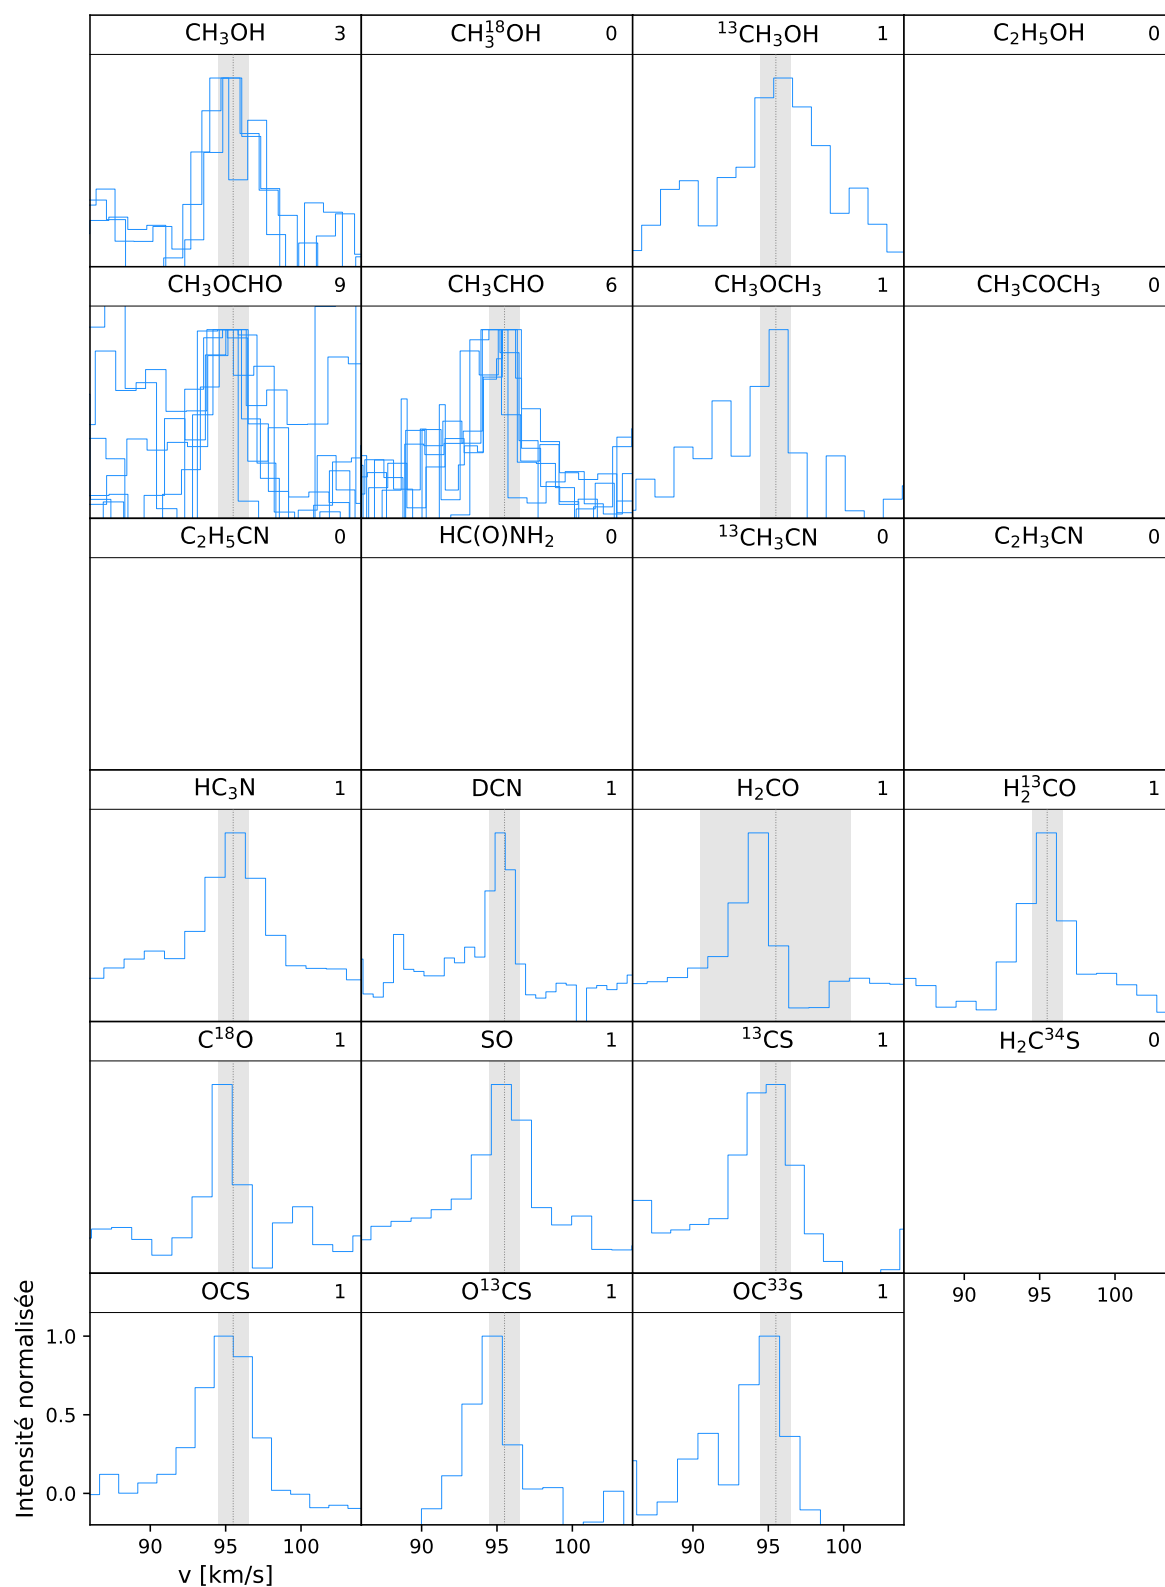 CH₃OH 3 CH₃¹⁸OH 0 ¹³CH₃OH 1 C₂H₅OH 0
CH₃OCHO 9 CH₃CHO 6 CH₃OCH₃ 1 CH₃COCH₃ 0
C₂H₅CN 0 HC(O)NH₂ 0 ¹³CH₃CN 0 C₂H₃CN 0
HC₃N 1 DCN 1 H₂CO 1 H₂¹³CO 1
C¹⁸O 1 SO 1 ¹³CS 1 H₂C³⁴S 0
90 95 100
OCS 1 O¹³CS 1 OC³³S 1
Intensité normalisée
1.0
0.5
0.0
90 95 100 90 95 100 90 95 100
v [km/s]